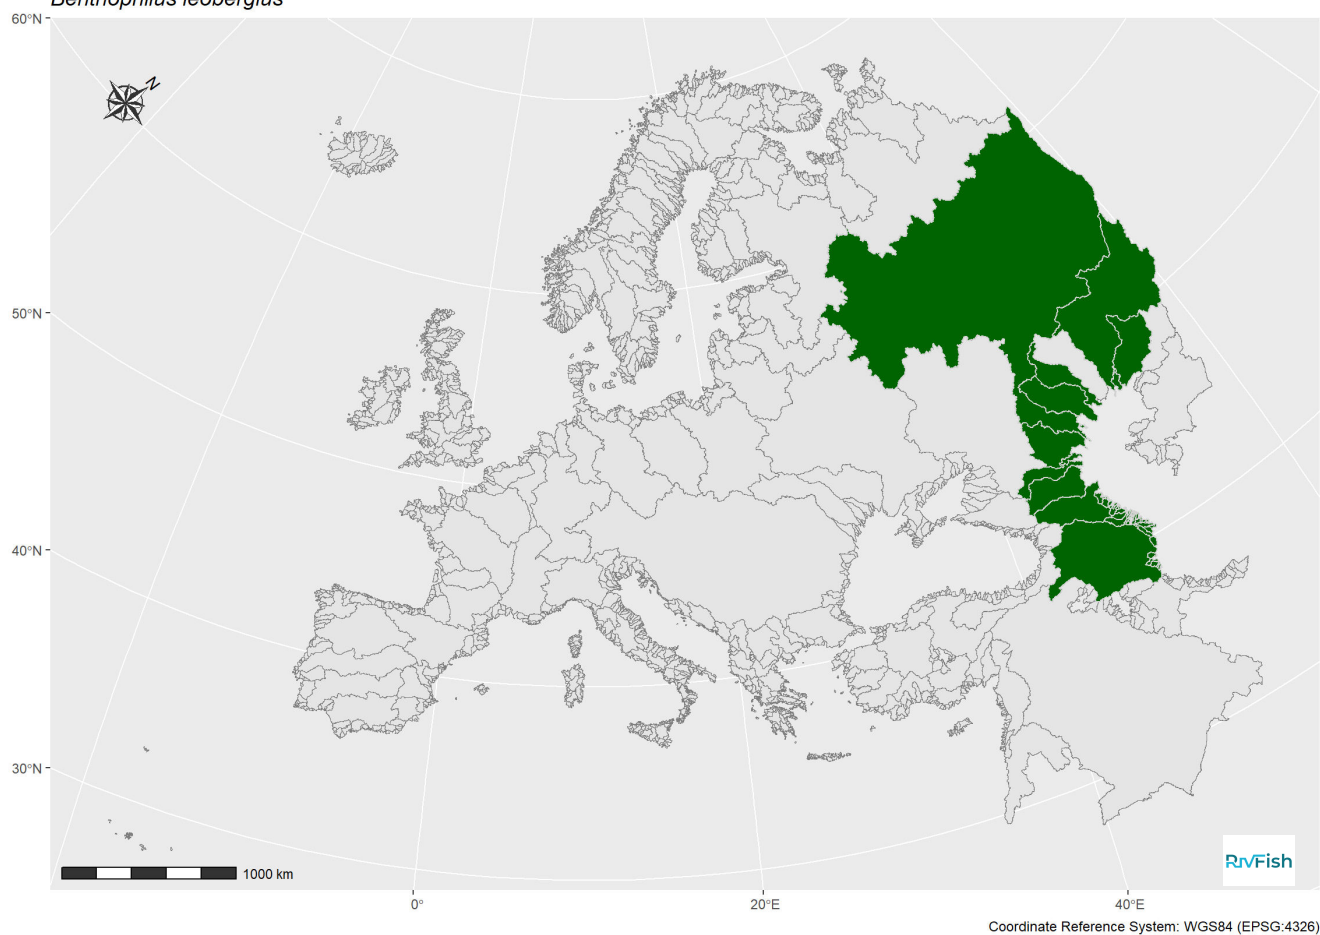 Benthophilus leobergius
60°N
N
50°N
40°N
30°N
1000 km
RivFish
0°
20°E
40°E
Coordinate Reference System: WGS84 (EPSG:4326)